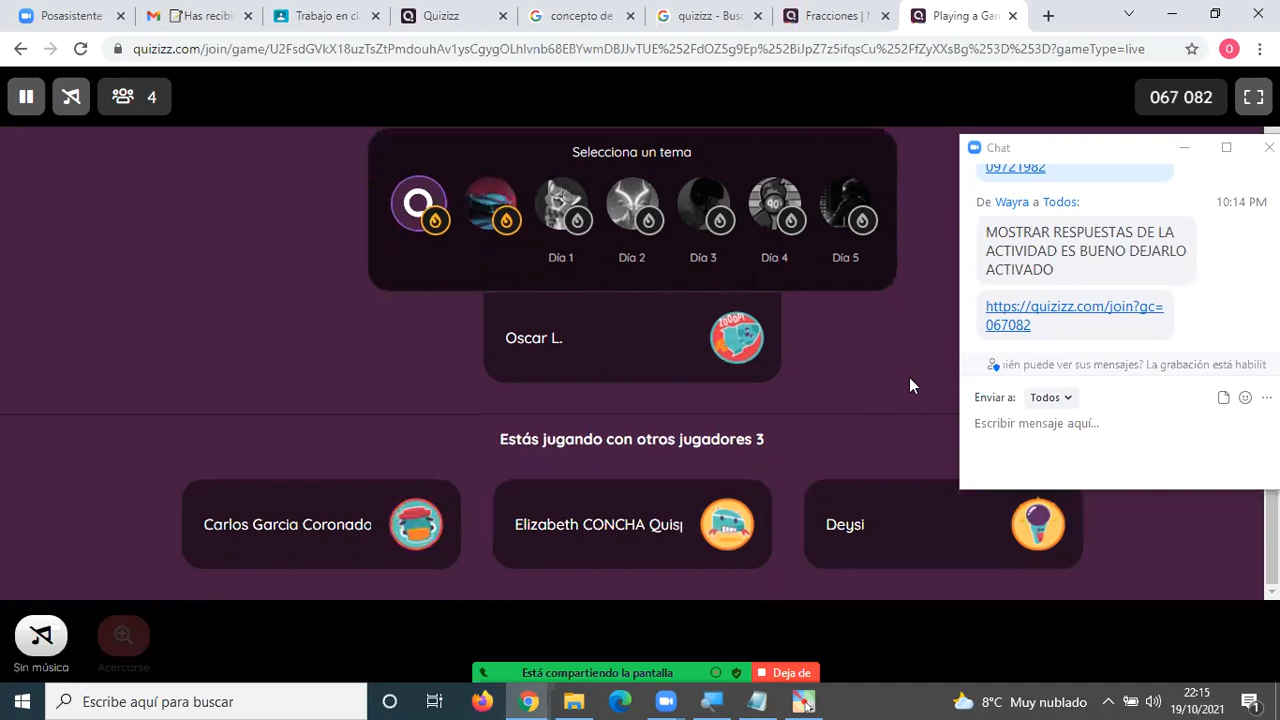 Posasistente
Has recibi
Trabajo en cl
Quizizz
concepto de
quizizz - Bus
Fracciones | M
Playing a Gam
quizizz.com/join/game/U2FsdGVkX18uzTsZtPmdouhAv1ysCgygOLhlvnb68EBYwmDBJJvTUE%252FdOZ5g9Ep%252BiJpZ7z5ifqsCu%252FfZyXXsBg%253D%253D?gameType=live
O
4
067 082
Selecciona un tema
Día 1
Día 2
Día 3
Día 4
Día 5
Oscar L.
ZOOOP!
Estás jugando con otros jugadores 3
Carlos Garcia Coronado
Elizabeth CONCHA Quisp
Deysi
Chat
09721982
De Wayra a Todos:
10:14 PM
MOSTRAR RESPUESTAS DE LA
ACTIVIDAD ES BUENO DEJARLO
ACTIVADO
https://quizizz.com/join?gc=
067082
iién puede ver sus mensajes? La grabación está habilit
Enviar a:
Todos
Escribir mensaje aquí...
Sin música
Acercarse
Está compartiendo la pantalla
Deja de
Escribe aquí para buscar
8°C Muy nublado
22:15
19/10/2021
1